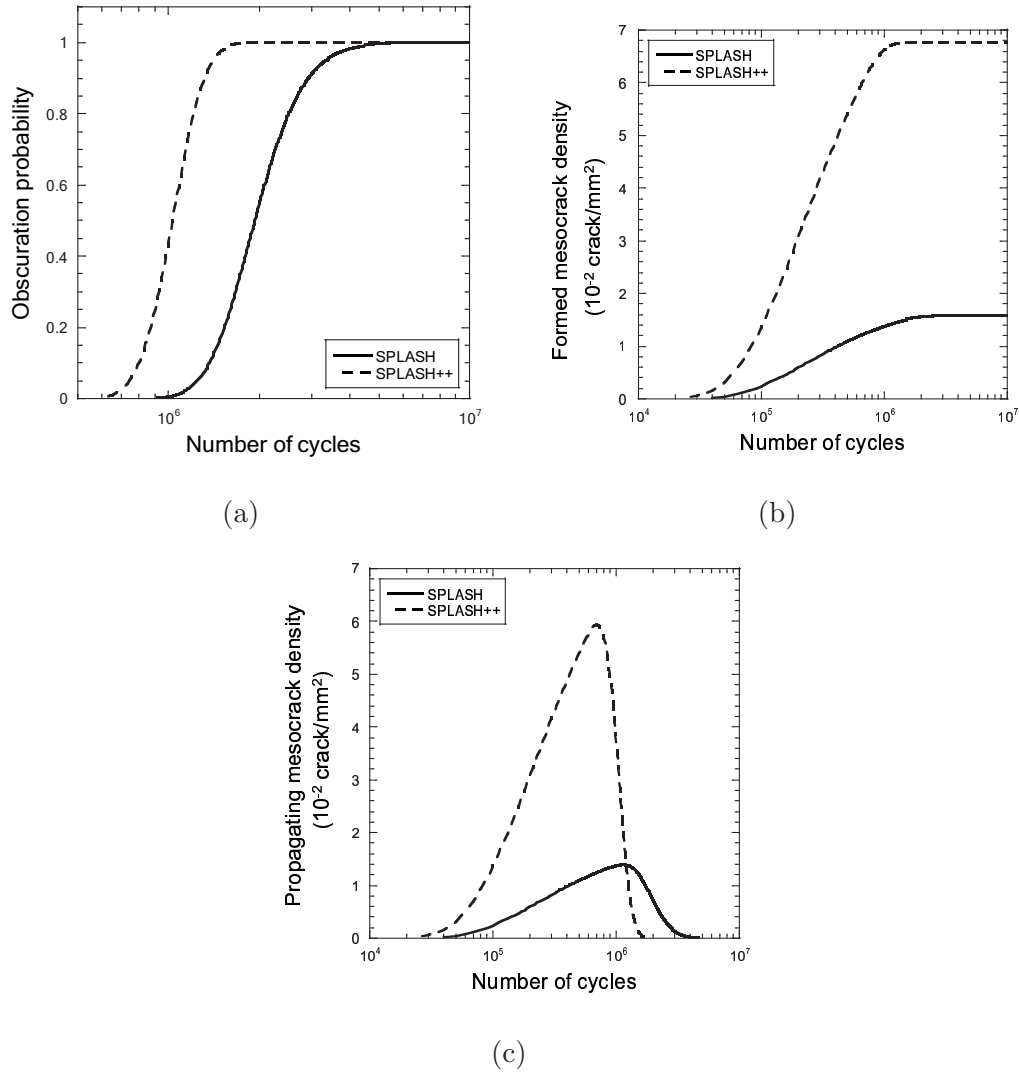 Obscuration probability
1
0.8
0.6
0.4
0.2
0
SPLASH
SPLASH++
10⁶
10⁷
Number of cycles
(a)
Formed mesocrack density
(10⁻² crack/mm²)
7
6
5
4
3
2
1
0
SPLASH
SPLASH++
10⁴
10⁵
10⁶
10⁷
Number of cycles
(b)
Propagating mesocrack density
(10⁻² crack/mm²)
7
6
5
4
3
2
1
0
SPLASH
SPLASH++
10⁴
10⁵
10⁶
10⁷
Number of cycles
(c)